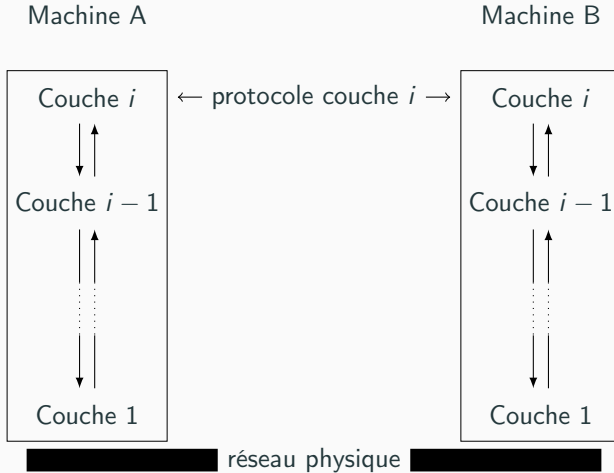 Machine A
Machine B
Couche i
← protocole couche i →
Couche i
Couche i − 1
Couche i − 1
Couche 1
Couche 1
réseau physique